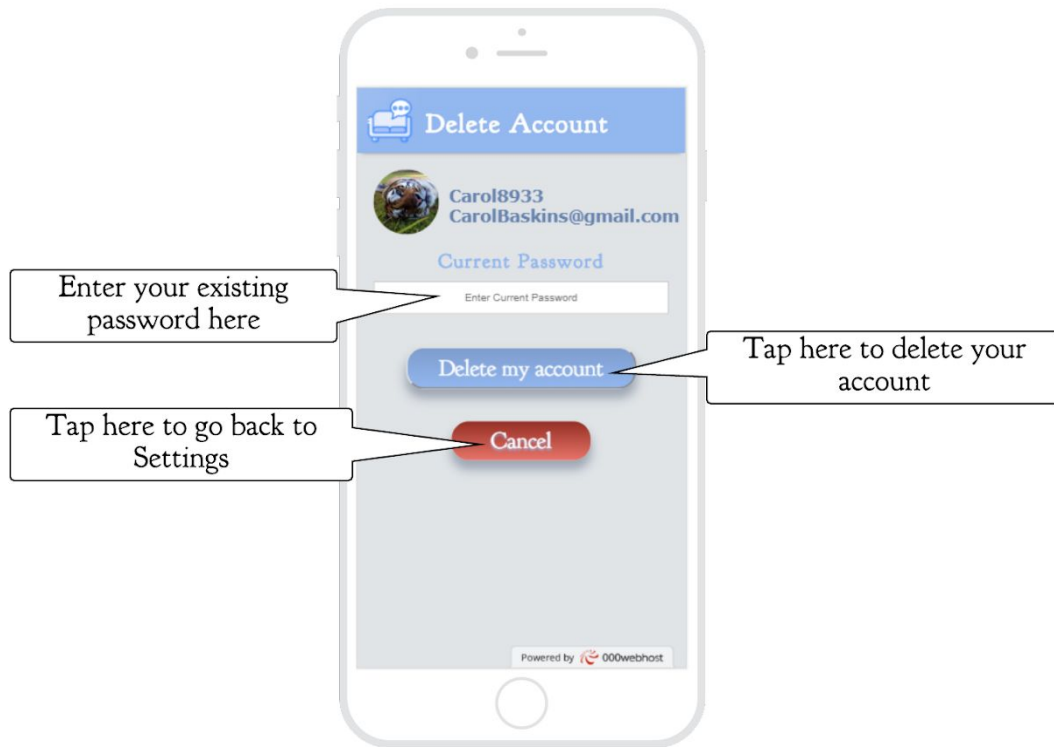 Delete Account
Carol8933
CarolBaskins@gmail.com
Current Password
Enter your existing
password here
Enter Current Password
Delete my account
Tap here to delete your
account
Tap here to go back to
Settings
Cancel
Powered by 000webhost